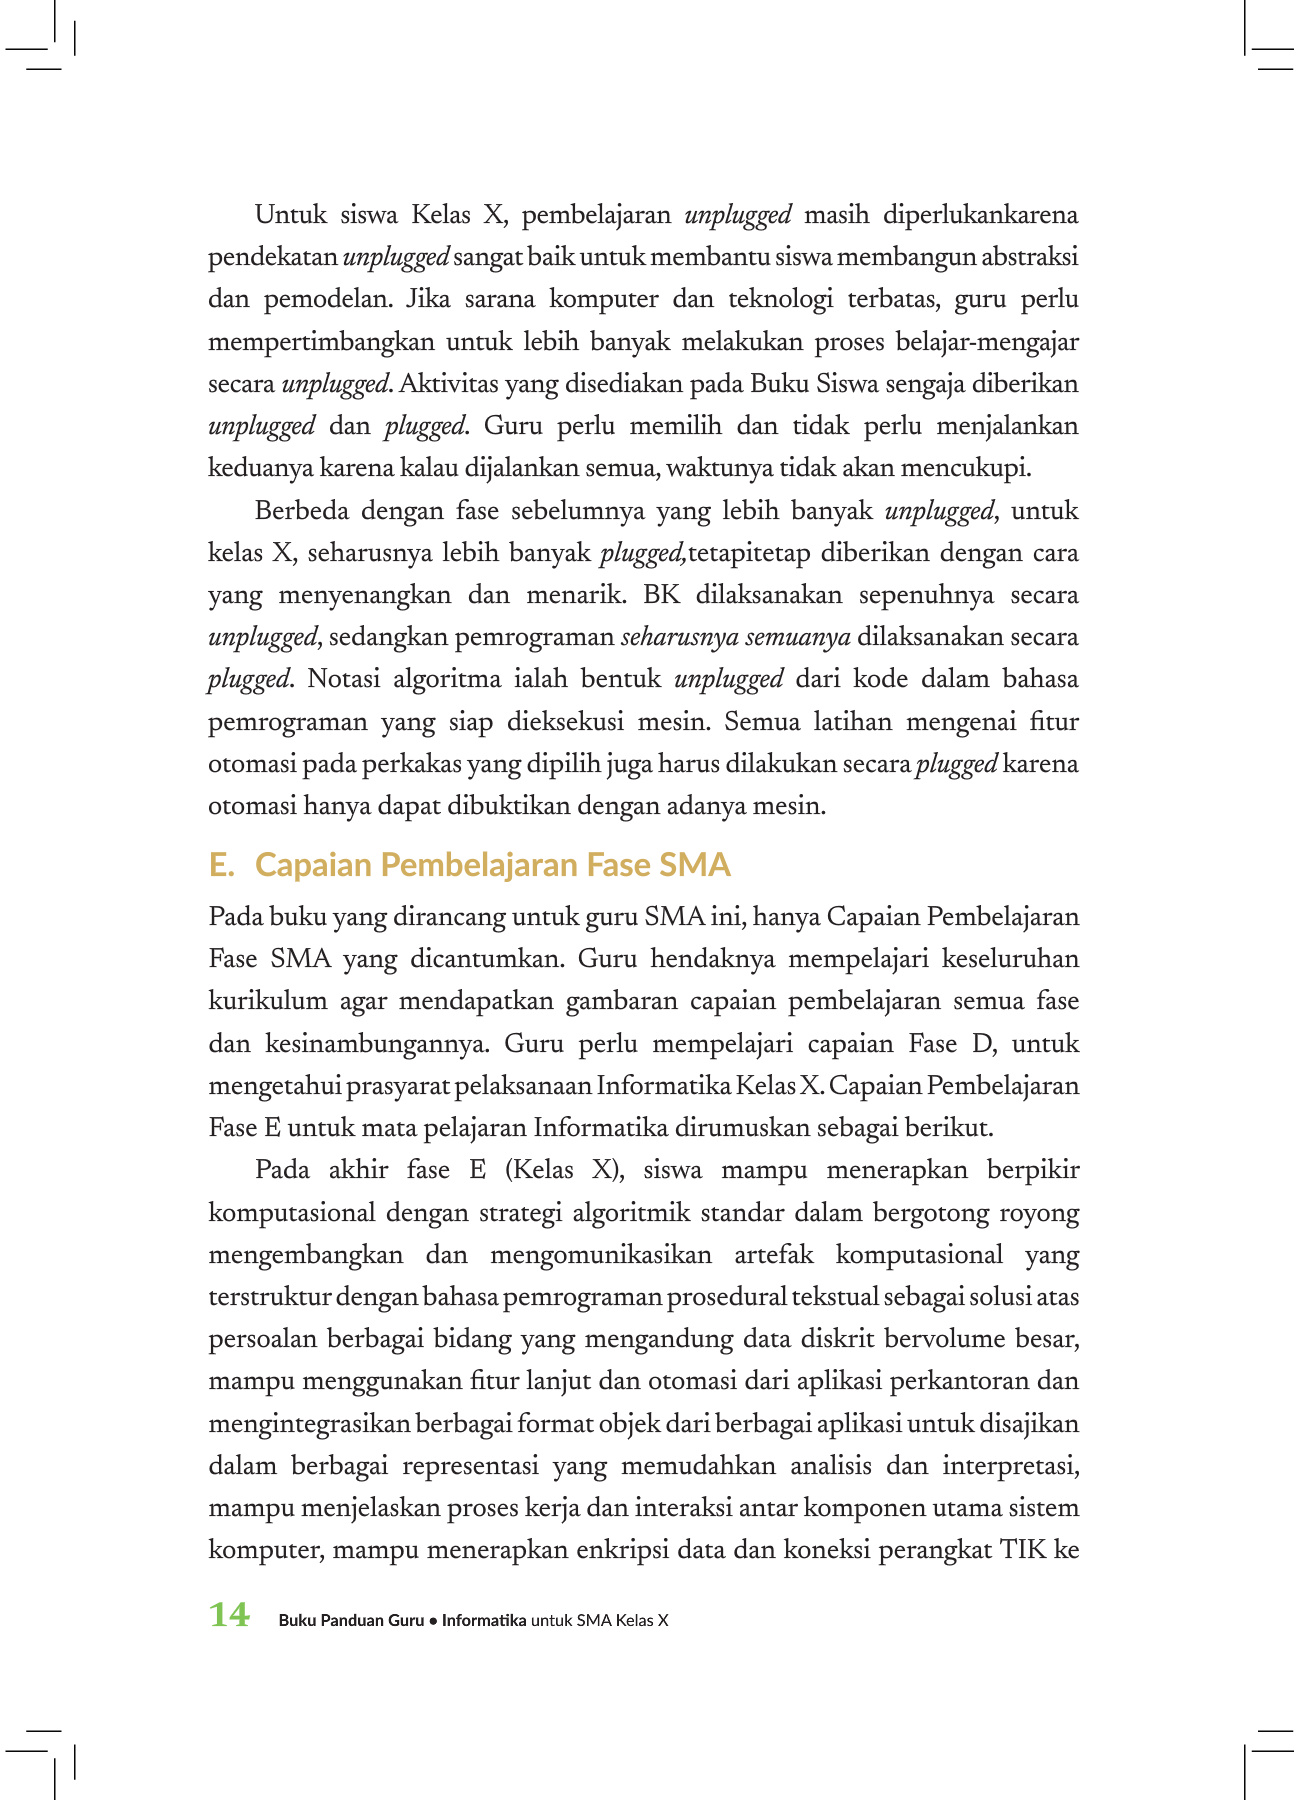 Untuk siswa Kelas X, pembelajaran unplugged masih diperlukankarena
pendekatan unplugged sangat baik untuk membantu siswa membangun abstraksi
dan pemodelan. Jika sarana komputer dan teknologi terbatas, guru perlu
mempertimbangkan untuk lebih banyak melakukan proses belajar-mengajar
secara unplugged. Aktivitas yang disediakan pada Buku Siswa sengaja diberikan
unplugged dan plugged. Guru perlu memilih dan tidak perlu menjalankan
keduanya karena kalau dijalankan semua, waktunya tidak akan mencukupi.
Berbeda dengan fase sebelumnya yang lebih banyak unplugged, untuk
kelas X, seharusnya lebih banyak plugged,tetapitetap diberikan dengan cara
yang menyenangkan dan menarik. BK dilaksanakan sepenuhnya secara
unplugged, sedangkan pemrograman seharusnya semuanya dilaksanakan secara
plugged. Notasi algoritma ialah bentuk unplugged dari kode dalam bahasa
pemrograman yang siap dieksekusi mesin. Semua latihan mengenai fitur
otomasi pada perkakas yang dipilih juga harus dilakukan secara plugged karena
otomasi hanya dapat dibuktikan dengan adanya mesin.
E. Capaian Pembelajaran Fase SMA
Pada buku yang dirancang untuk guru SMA ini, hanya Capaian Pembelajaran
Fase SMA yang dicantumkan. Guru hendaknya mempelajari keseluruhan
kurikulum agar mendapatkan gambaran capaian pembelajaran semua fase
dan kesinambungannya. Guru perlu mempelajari capaian Fase D, untuk
mengetahui prasyarat pelaksanaan Informatika Kelas X. Capaian Pembelajaran
Fase E untuk mata pelajaran Informatika dirumuskan sebagai berikut.
Pada akhir fase E (Kelas X), siswa mampu menerapkan berpikir
komputasional dengan strategi algoritmik standar dalam bergotong royong
mengembangkan dan mengomunikasikan artefak komputasional yang
terstruktur dengan bahasa pemrograman prosedural tekstual sebagai solusi atas
persoalan berbagai bidang yang mengandung data diskrit bervolume besar,
mampu menggunakan fitur lanjut dan otomasi dari aplikasi perkantoran dan
mengintegrasikan berbagai format objek dari berbagai aplikasi untuk disajikan
dalam berbagai representasi yang memudahkan analisis dan interpretasi,
mampu menjelaskan proses kerja dan interaksi antar komponen utama sistem
komputer, mampu menerapkan enkripsi data dan koneksi perangkat TIK ke
14 Buku Panduan Guru • Informatika untuk SMA Kelas X